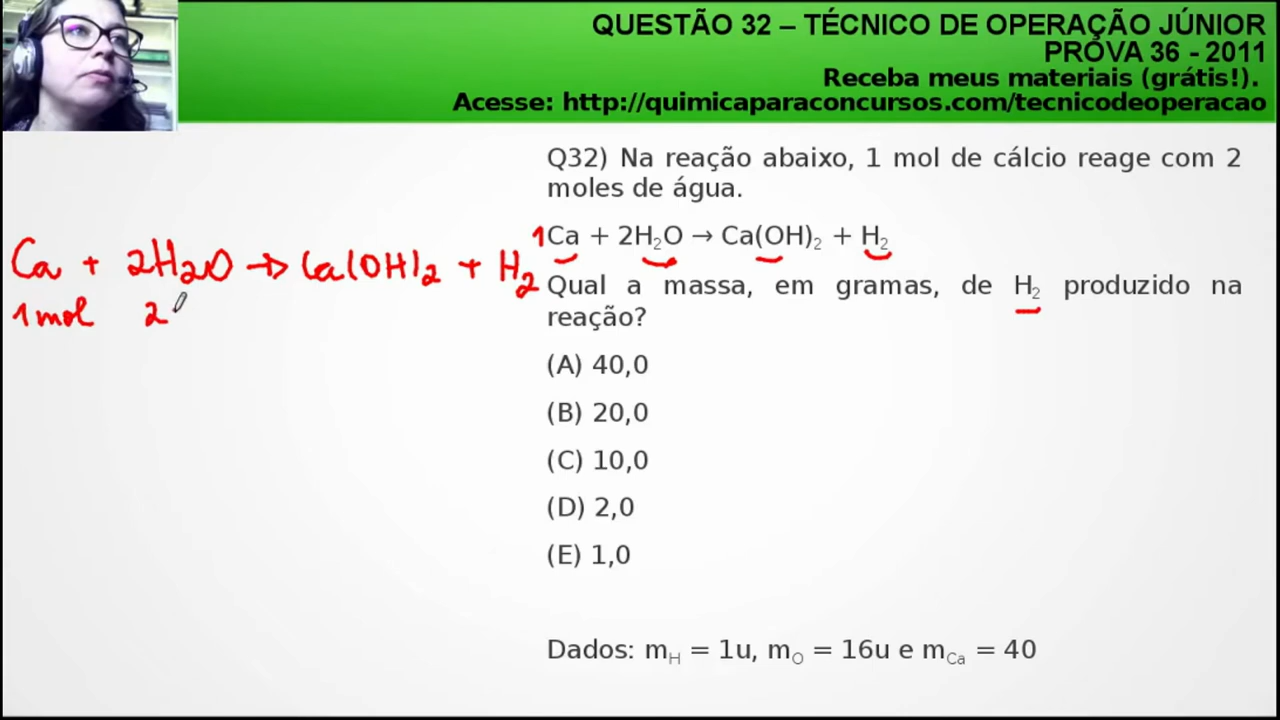 QUESTÃO 32 – TÉCNICO DE OPERAÇÃO JÚNIOR
PROVA 36 - 2011
Receba meus materiais (grátis!).
Acesse: http://quimicaparaconcursos.com/tecnicodeoperacao
Q32) Na reação abaixo, 1 mol de cálcio reage com 2
moles de água.
1Ca + 2H₂O → Ca(OH)₂ + H₂
Qual a massa, em gramas, de H₂ produzido na
reação?
(A) 40,0
(B) 20,0
(C) 10,0
(D) 2,0
(E) 1,0
Dados: m_H = 1u, m_O = 16u e m_Ca = 40
Ca + 2H₂O → Ca(OH)₂ + H₂
1mol 2